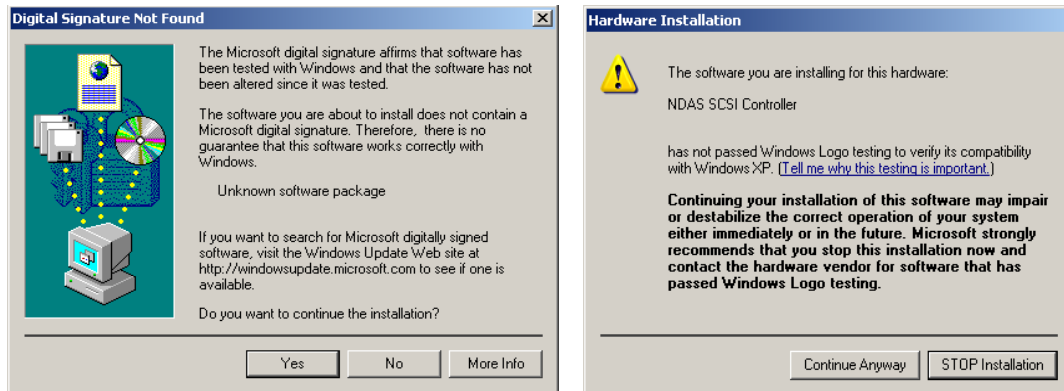 Digital Signature Not Found
The Microsoft digital signature affirms that software has
been tested with Windows and that the software has not
been altered since it was tested.
The software you are about to install does not contain a
Microsoft digital signature. Therefore, there is no
guarantee that this software works correctly with
Windows.
Unknown software package
If you want to search for Microsoft digitally signed
software, visit the Windows Update Web site at
http://windowsupdate.microsoft.com to see if one is
available.
Do you want to continue the installation?
Yes
No
More Info
Hardware Installation
The software you are installing for this hardware:
NDAS SCSI Controller
has not passed Windows Logo testing to verify its compatibility
with Windows XP. (Tell me why this testing is important.)
Continuing your installation of this software may impair
or destabilize the correct operation of your system
either immediately or in the future. Microsoft strongly
recommends that you stop this installation now and
contact the hardware vendor for software that has
passed Windows Logo testing.
Continue Anyway
STOP Installation